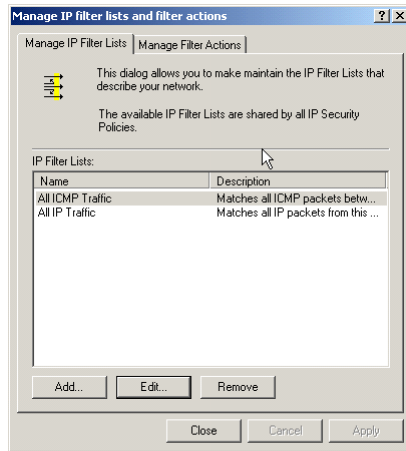 Manage IP filter lists and filter actions
Manage IP Filter Lists Manage Filter Actions
This dialog allows you to make maintain the IP Filter Lists that
describe your network.
The available IP Filter Lists are shared by all IP Security
Policies.
IP Filter Lists:
Name Description
All ICMP Traffic Matches all ICMP packets betw...
All IP Traffic Matches all IP packets from this ...
Add... Edit... Remove
Close Cancel Apply